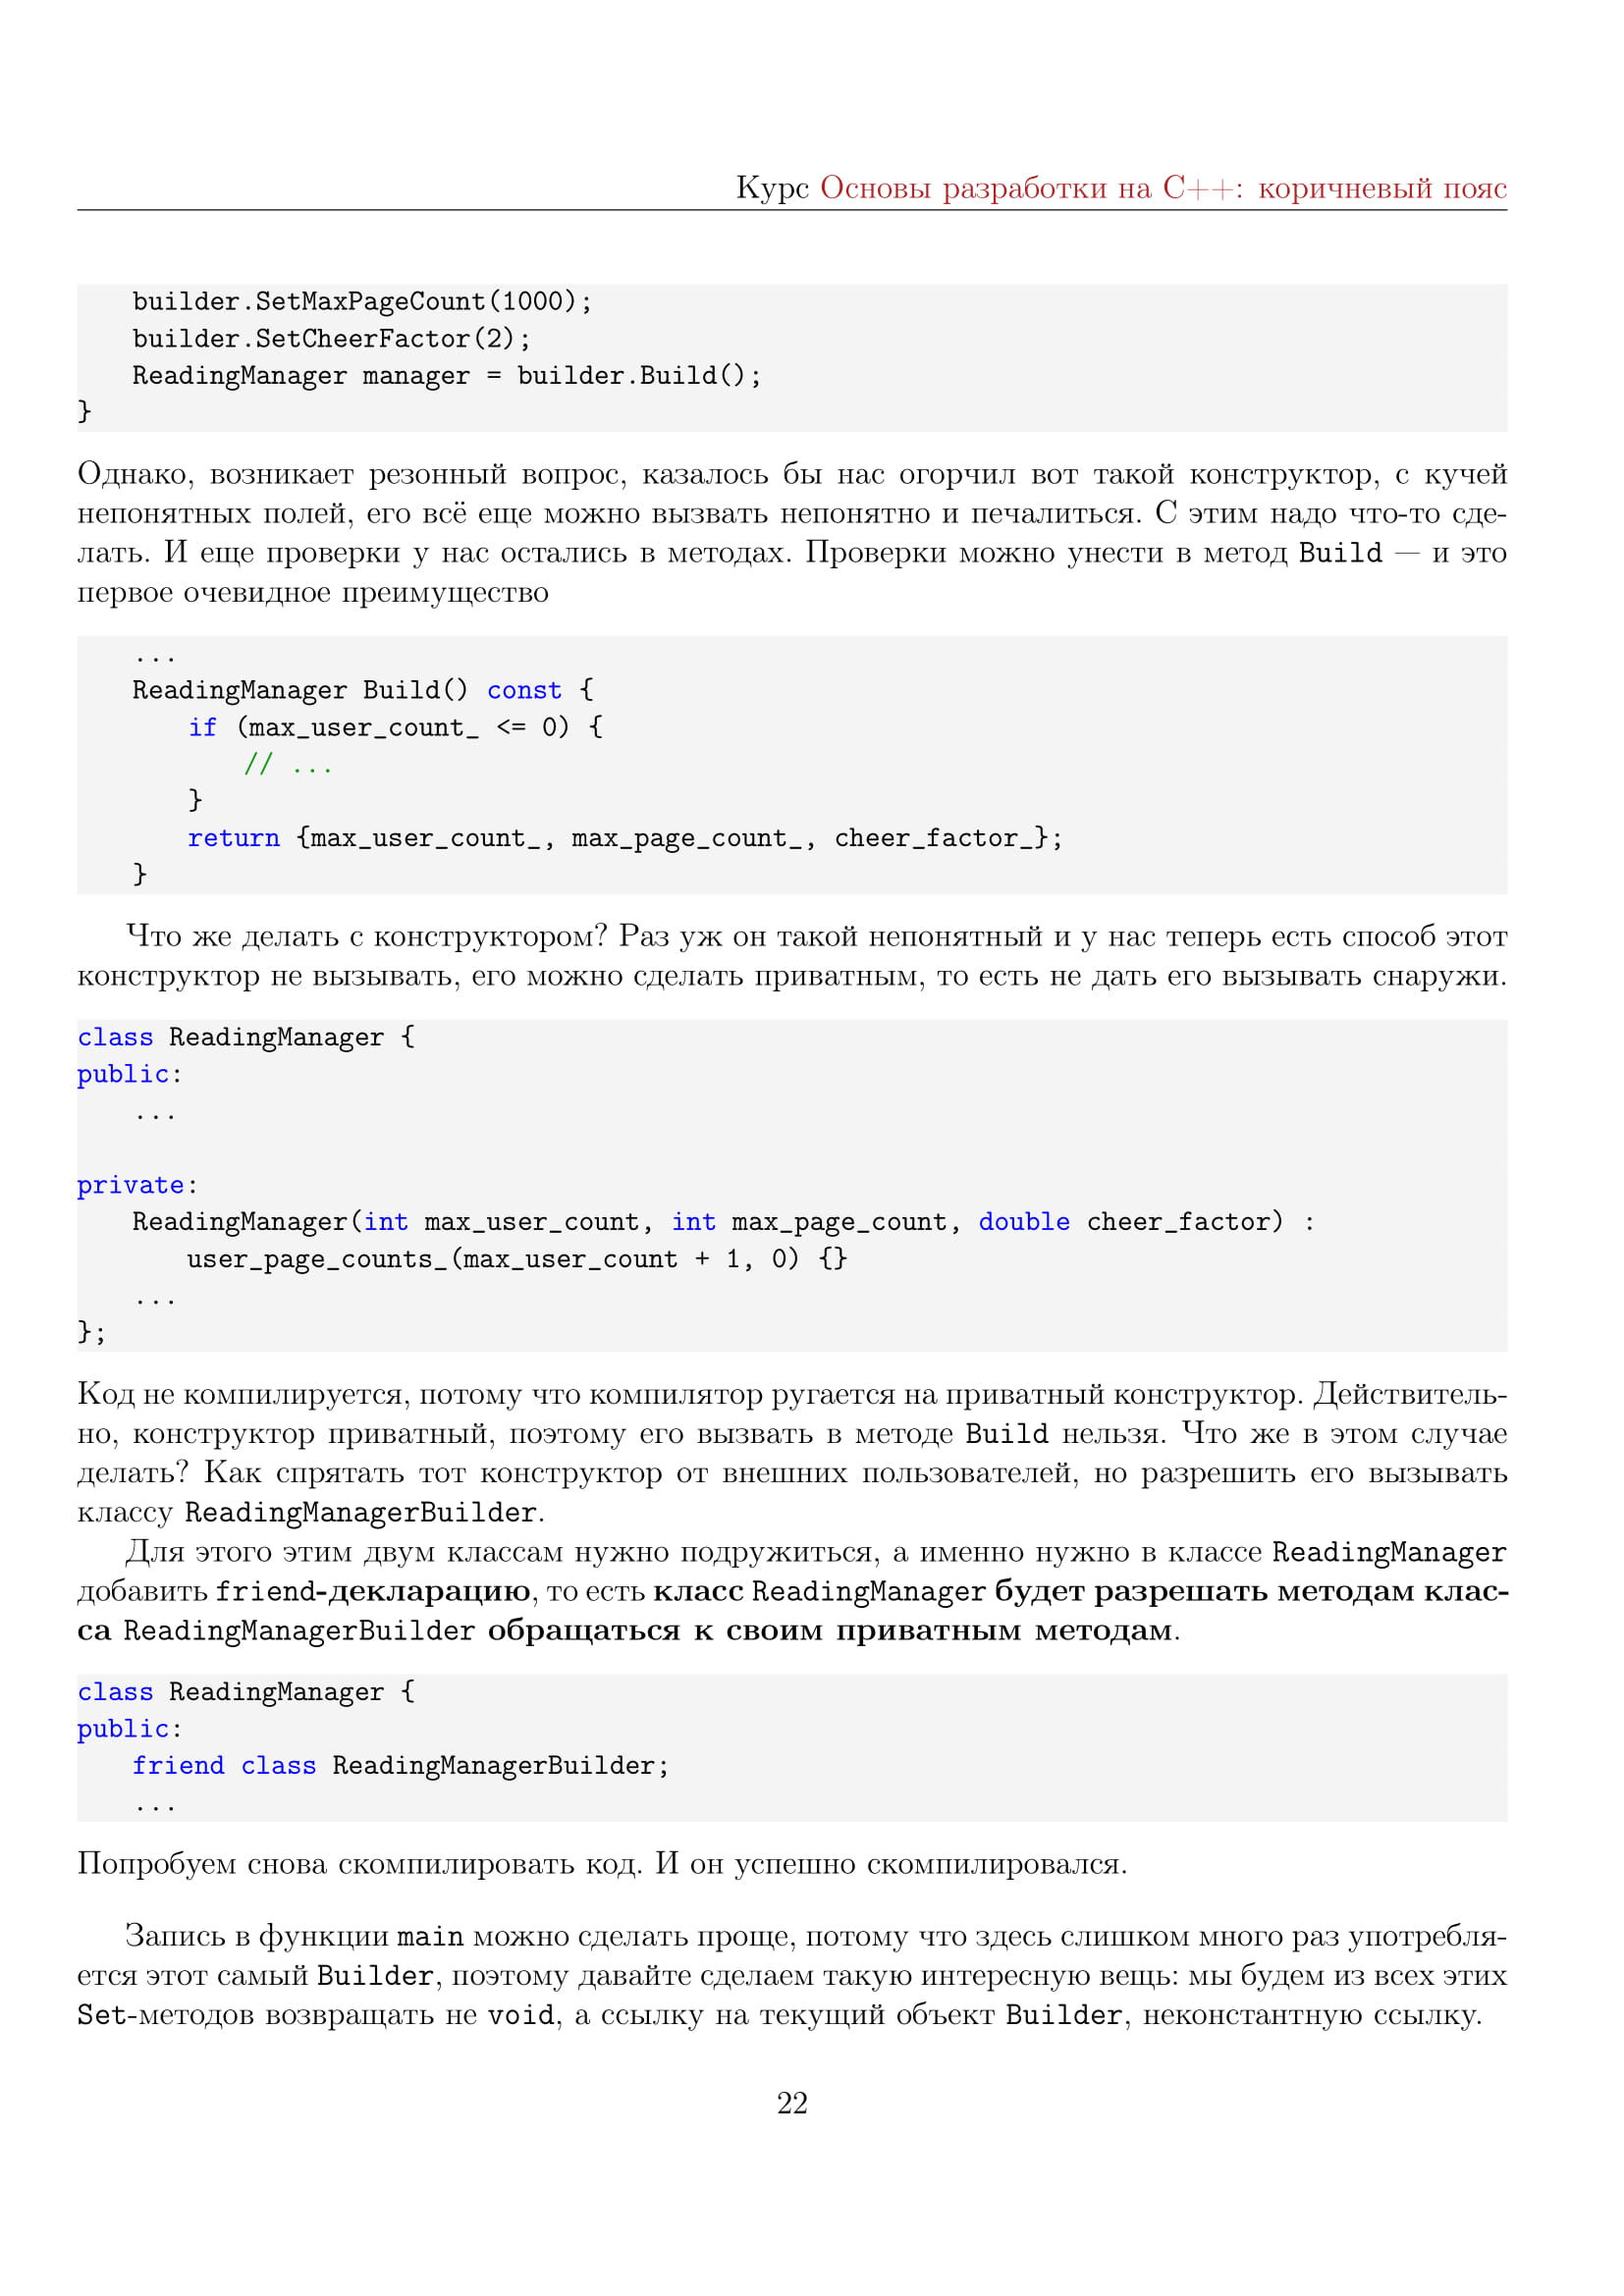 Курс Основы разработки на C++: коричневый пояс
builder.SetMaxPageCount(1000);
builder.SetCheerFactor(2);
ReadingManager manager = builder.Build();
}
Однако, возникает резонный вопрос, казалось бы нас огорчил вот такой конструктор, с кучей
непонятных полей, его всё еще можно вызвать непонятно и печалиться. С этим надо что-то сде-
лать. И еще проверки у нас остались в методах. Проверки можно унести в метод Build — и это
первое очевидное преимущество
...
ReadingManager Build() const {
if (max_user_count_ <= 0) {
// ...
}
return {max_user_count_, max_page_count_, cheer_factor_};
}
Что же делать с конструктором? Раз уж он такой непонятный и у нас теперь есть способ этот
конструктор не вызывать, его можно сделать приватным, то есть не дать его вызывать снаружи.
class ReadingManager {
public:
...
private:
ReadingManager(int max_user_count, int max_page_count, double cheer_factor) :
user_page_counts_(max_user_count + 1, 0) {}
...
};
Код не компилируется, потому что компилятор ругается на приватный конструктор. Действитель-
но, конструктор приватный, поэтому его вызвать в методе Build нельзя. Что же в этом случае
делать? Как спрятать тот конструктор от внешних пользователей, но разрешить его вызывать
классу ReadingManagerBuilder.
Для этого этим двум классам нужно подружиться, а именно нужно в классе ReadingManager
добавить friend-декларацию, то есть класс ReadingManager будет разрешать методам клас-
са ReadingManagerBuilder обращаться к своим приватным методам.
class ReadingManager {
public:
friend class ReadingManagerBuilder;
...
Попробуем снова скомпилировать код. И он успешно скомпилировался.
Запись в функции main можно сделать проще, потому что здесь слишком много раз употребля-
ется этот самый Builder, поэтому давайте сделаем такую интересную вещь: мы будем из всех этих
Set-методов возвращать не void, а ссылку на текущий объект Builder, неконстантную ссылку.
22